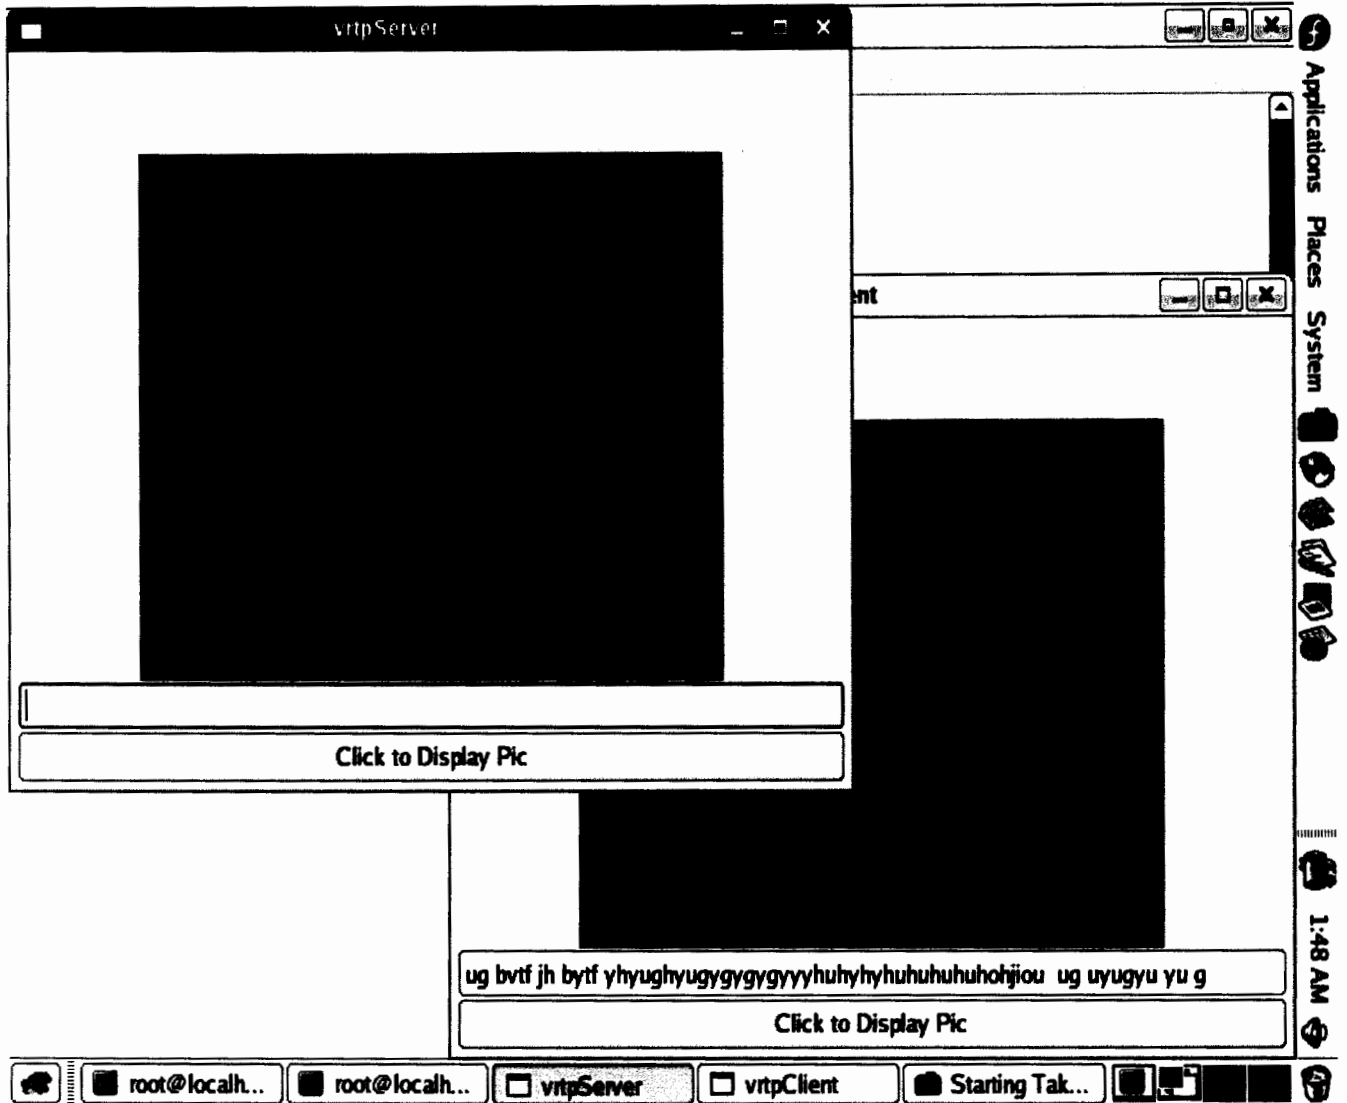 vrtpServer
Applications Places System
ent
Click to Display Pic
ug bvtf jh bytf yhyughyugygygygyyyhuhyhyhuhuhuhuhohjiou ug uyugyu yu g
Click to Display Pic
1:48 AM
root@localh...
root@localh...
vrtpServer
vrtpClient
Starting Tak...